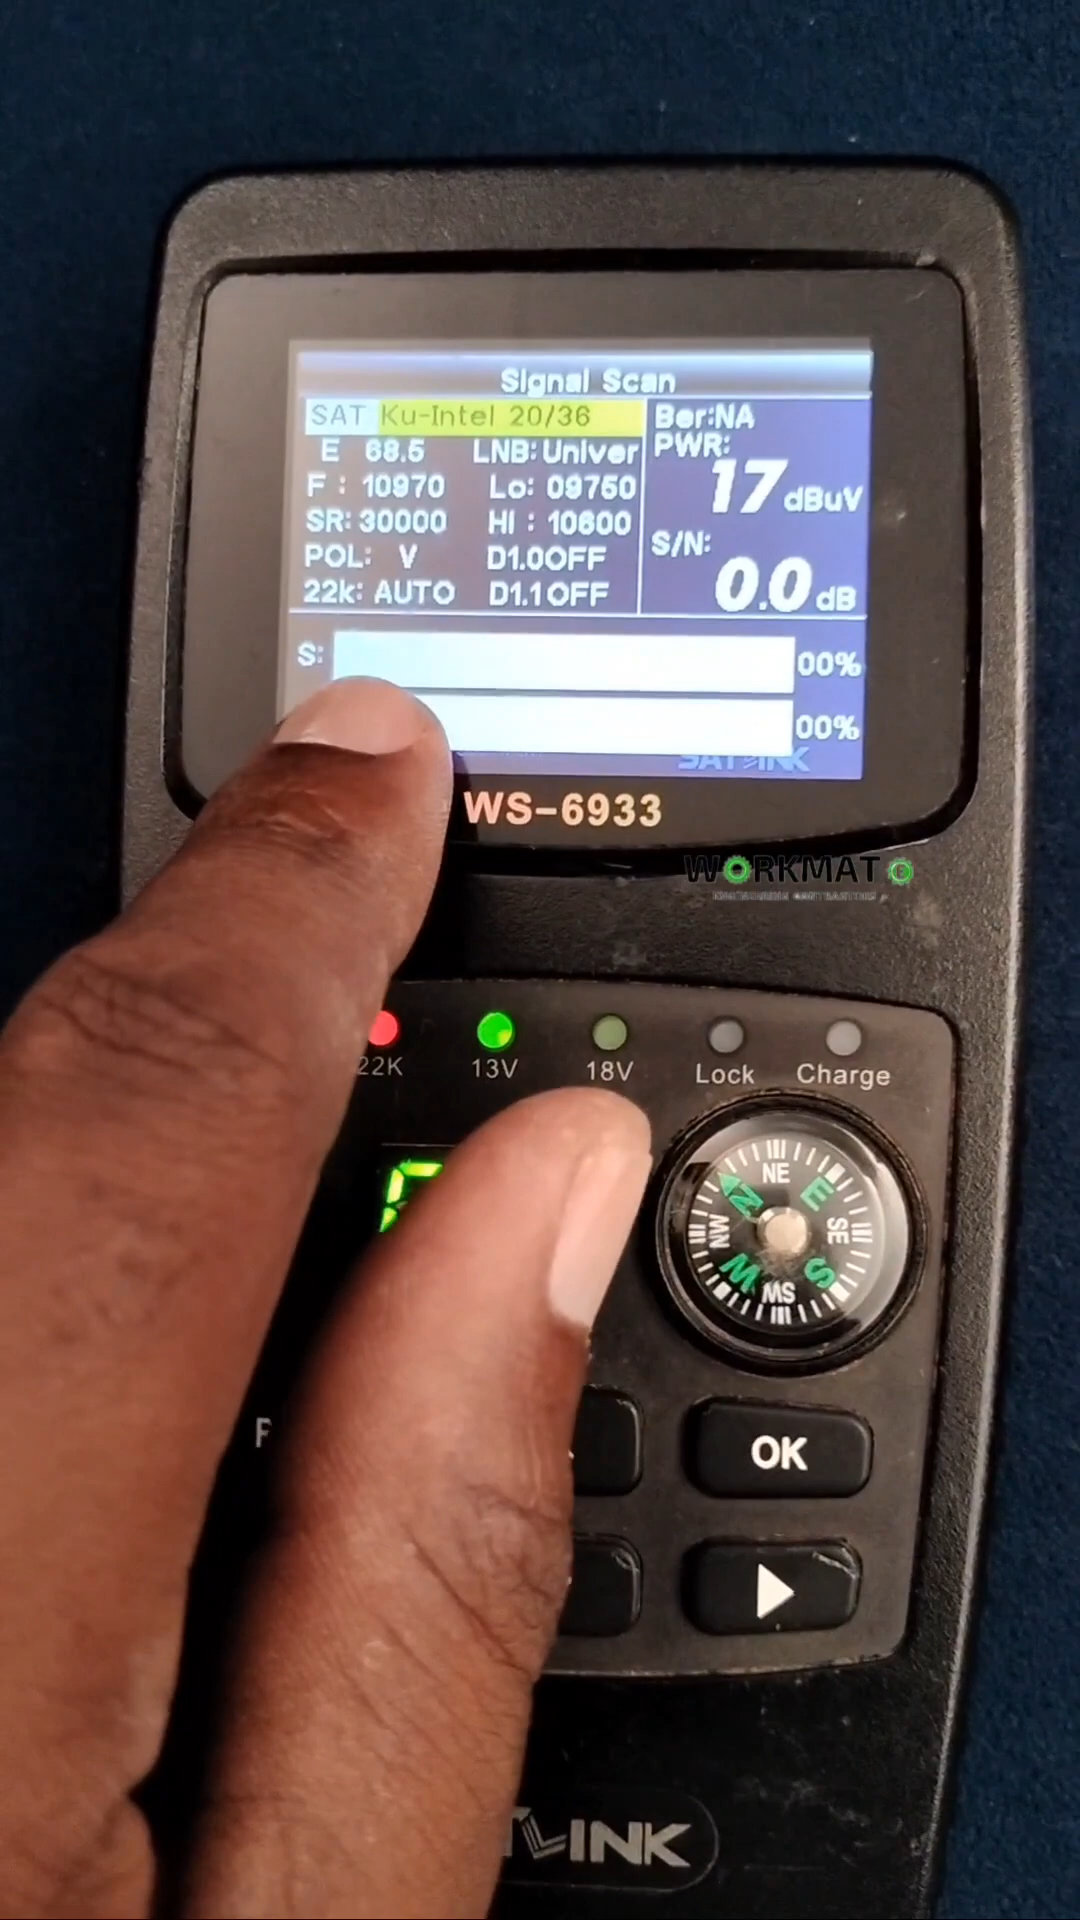 Signal Scan
SAT Ku-Intel 20/36
E 68.5 LNB: Univer
F : 10970 Lo: 09750
SR: 30000 HI : 10600
POL: V D1.0OFF
22k: AUTO D1.1OFF
Ber:NA
PWR:
17 dBuV
S/N:
0.0 dB
S: 00%
00%
SATLINK
WS-6933
WORKMATO
22K 13V 18V Lock Charge
N NE E SE S SW W NW
F
OK
LINK